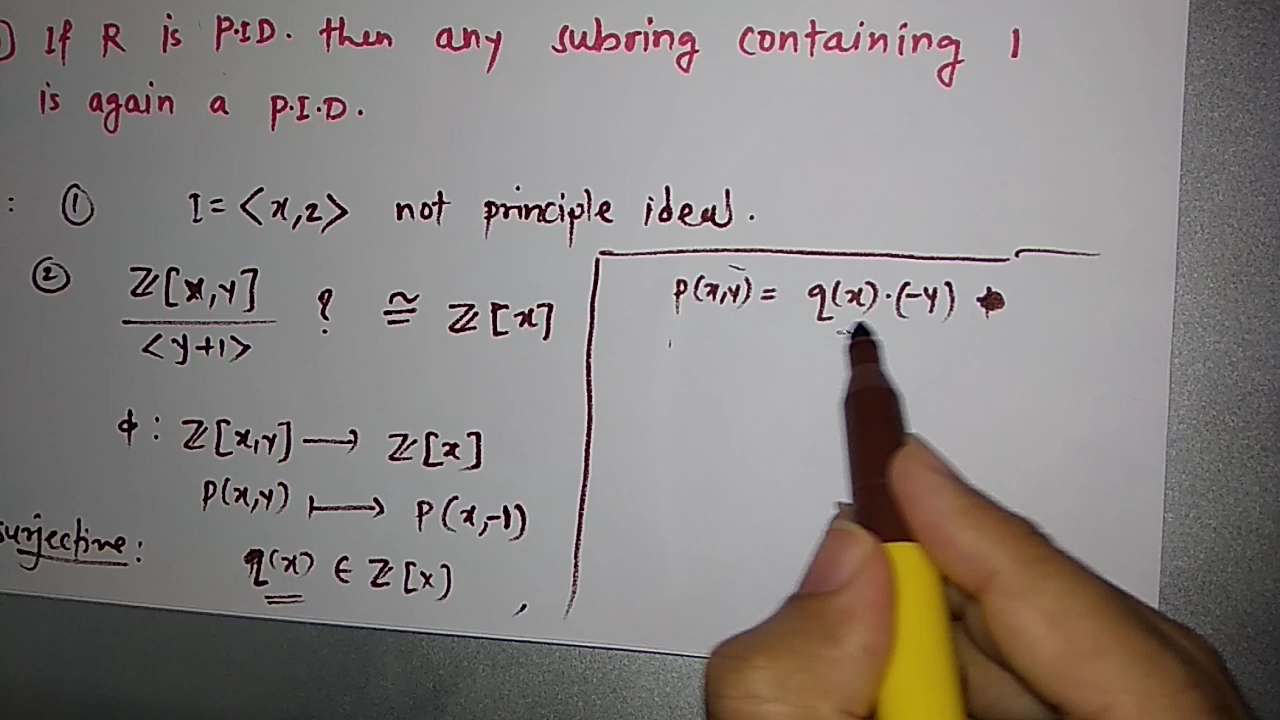 ) If R is P.I.D. then any subring containing 1
is again a P.I.D.
: ① I = <x,2> not principle ideal.
② ℤ[x,y] / <y+1> ? ≅ ℤ[x]
p(x,y) = q(x)·(-y)
ϕ : ℤ[x,y] → ℤ[x]
p(x,y) ↦ p(x,-1)
surjective: q(x) ∈ ℤ[x] ,